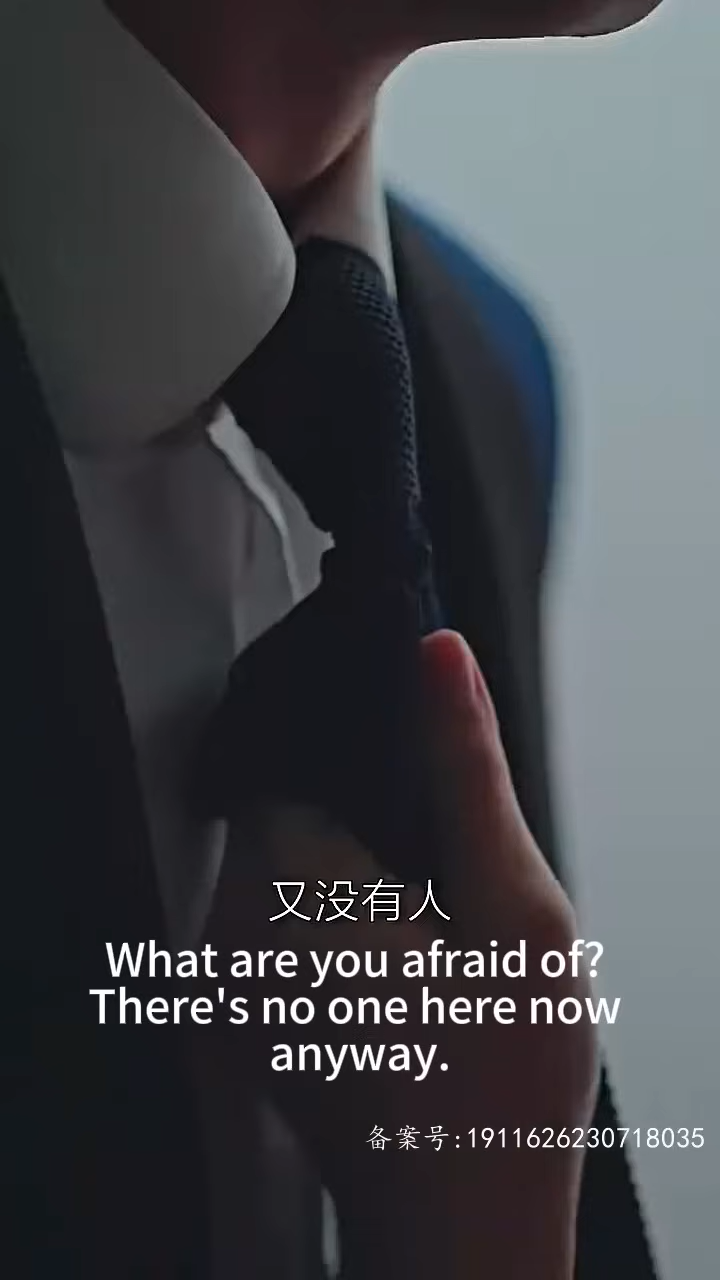 又没有人
What are you afraid of?
There's no one here now
anyway.
备案号:1911626230718035